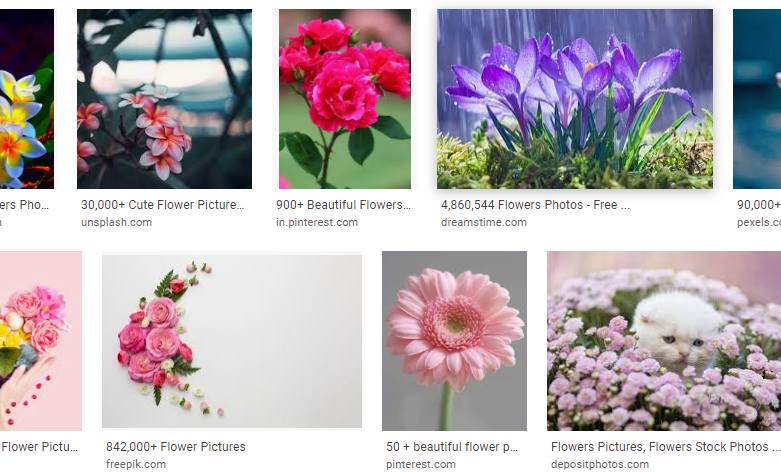 ers Pho...
30,000+ Cute Flower Picture...
900+ Beautiful Flowers...
4,860,544 Flowers Photos - Free ...
90,000+
unsplash.com
in.pinterest.com
dreamstime.com
pexels.co
Flower Pictu...
842,000+ Flower Pictures
50 + beautiful flower p...
Flowers Pictures, Flowers Stock Photos ...
freepik.com
pinterest.com
depositphotos.com